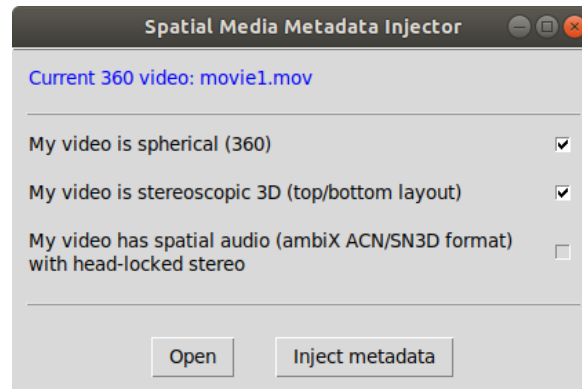 Spatial Media Metadata Injector
Current 360 video: movie1.mov
My video is spherical (360)
My video is stereoscopic 3D (top/bottom layout)
My video has spatial audio (ambiX ACN/SN3D format)
with head-locked stereo
Open
Inject metadata